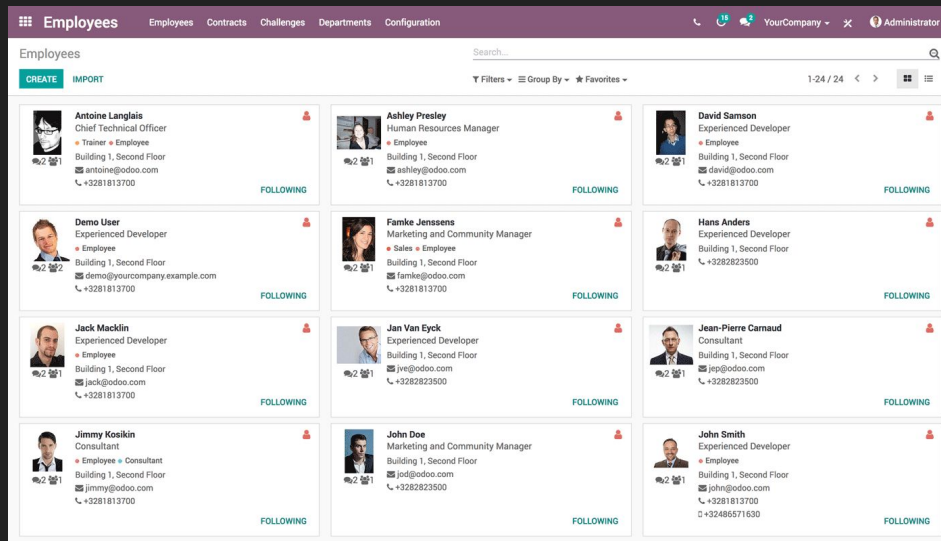 Employees Employees Contracts Challenges Departments Configuration 15 2 YourCompany Administrator
Employees Search...
CREATE IMPORT Filters Group By Favorites 1-24 / 24
Antoine Langlais
Chief Technical Officer
Trainer Employee
Building 1, Second Floor
2 1 antoine@odoo.com
+3281813700
FOLLOWING
Ashley Presley
Human Resources Manager
Employee
Building 1, Second Floor
2 1 ashley@odoo.com
+3281813700
FOLLOWING
David Samson
Experienced Developer
Employee
Building 1, Second Floor
2 1 david@odoo.com
+3281813700
FOLLOWING
Demo User
Experienced Developer
Employee
Building 1, Second Floor
2 2 demo@yourcompany.example.com
+3281813700
FOLLOWING
Famke Jenssens
Marketing and Community Manager
Sales Employee
Building 1, Second Floor
2 1 famke@odoo.com
+3281813700
FOLLOWING
Hans Anders
Experienced Developer
Building 1, Second Floor
2 1 +3282823500
FOLLOWING
Jack Macklin
Experienced Developer
Employee
Building 1, Second Floor
2 1 jack@odoo.com
+3281813700
FOLLOWING
Jan Van Eyck
Experienced Developer
Building 1, Second Floor
2 1 jve@odoo.com
+3282823500
FOLLOWING
Jean-Pierre Carnaud
Consultant
Building 1, Second Floor
2 1 jep@odoo.com
+3282823500
FOLLOWING
Jimmy Kosikin
Consultant
Employee Consultant
Building 1, Second Floor
2 1 jimmy@odoo.com
+3281813700
FOLLOWING
John Doe
Marketing and Community Manager
Building 1, Second Floor
2 1 jod@odoo.com
+3282823500
FOLLOWING
John Smith
Experienced Developer
Employee
Building 1, Second Floor
2 1 john@odoo.com
+3281813700
+32486571630
FOLLOWING